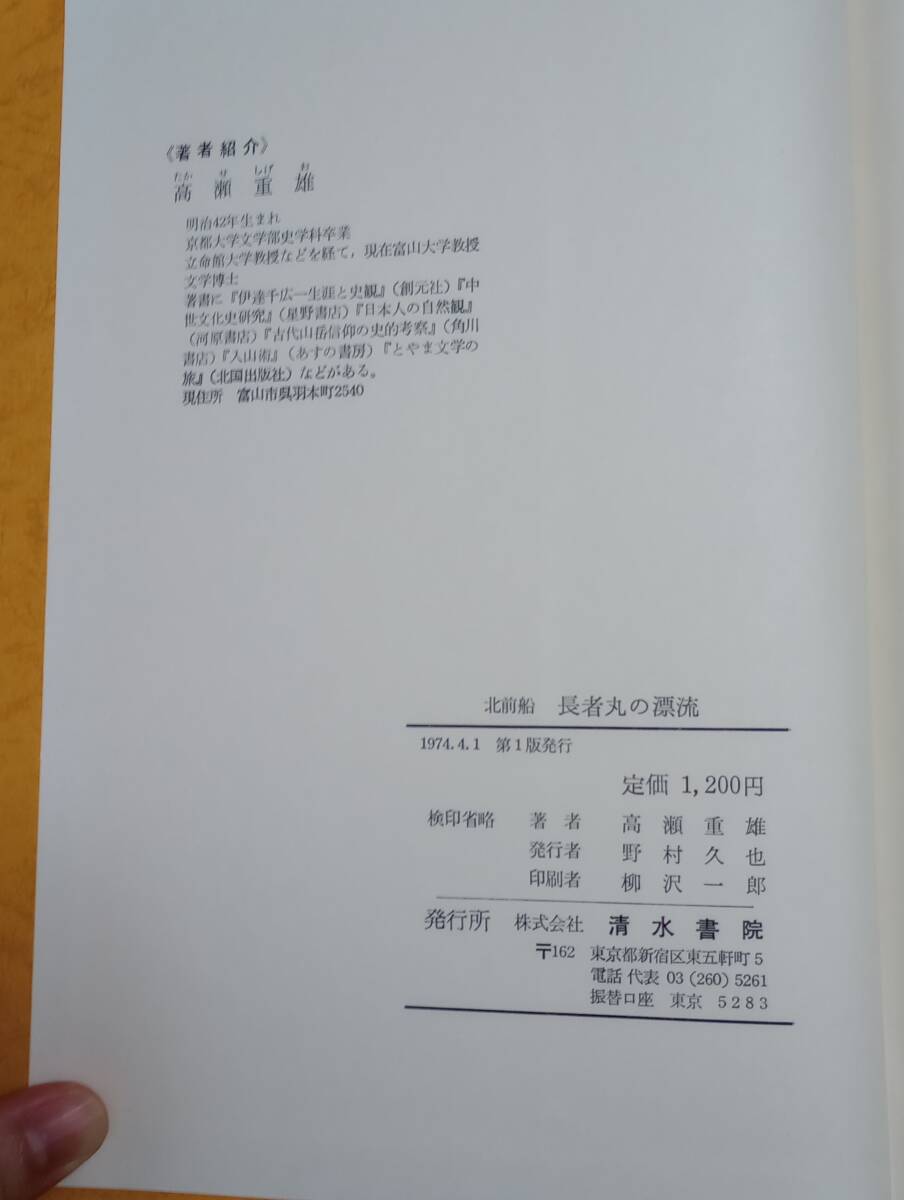 《著者紹介》
たか せ しげ お
高瀬重雄
明治42年生まれ
京都大学文学部史学科卒業
立命館大学教授などを経て，現在富山大学教授
文学博士
著書に『伊達千広―生涯と史観』（創元社）『中
世文化史研究』（星野書店）『日本人の自然観』
（河原書店）『古代山岳信仰の史的考察』（角川
書店）『入山術』（あすの書房）『とやま文学の
旅』（北国出版社）などがある。
現住所 富山市呉羽本町2540
北前船 長者丸の漂流
1974.4.1 第1版発行
定価 1,200円
検印省略 著者 高瀬重雄
発行者 野村久也
印刷者 柳沢一郎
発行所 株式会社 清水書院
〒162 東京都新宿区東五軒町5
電話 代表 03 (260) 5261
振替口座 東京 5283